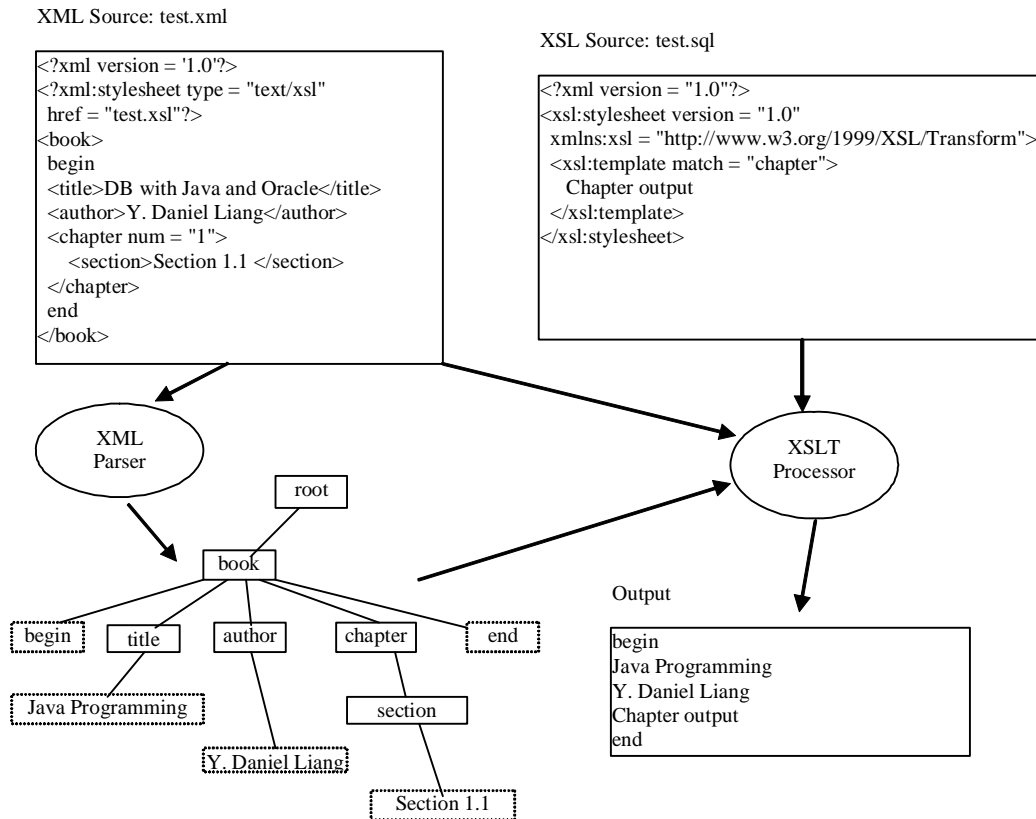 XML Source: test.xml
<?xml version = '1.0'?>
<?xml:stylesheet type = "text/xsl"
href = "test.xsl"?>
<book>
begin
<title>DB with Java and Oracle</title>
<author>Y. Daniel Liang</author>
<chapter num = "1">
<section>Section 1.1 </section>
</chapter>
end
</book>
XSL Source: test.sql
<?xml version = "1.0"?>
<xsl:stylesheet version = "1.0"
xmlns:xsl = "http://www.w3.org/1999/XSL/Transform">
<xsl:template match = "chapter">
Chapter output
</xsl:template>
</xsl:stylesheet>
XML
Parser
XSLT
Processor
root
book
begin
title
author
chapter
end
Java Programming
section
Y. Daniel Liang
Section 1.1
Output
begin
Java Programming
Y. Daniel Liang
Chapter output
end